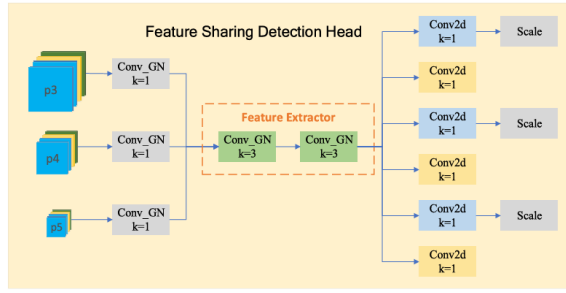 Feature Sharing Detection Head
p3
Conv_GN
k=1
p4
Conv_GN
k=1
p5
Conv_GN
k=1
Feature Extractor
Conv_GN
k=3
Conv_GN
k=3
Conv2d
k=1
Scale
Conv2d
k=1
Conv2d
k=1
Scale
Conv2d
k=1
Conv2d
k=1
Scale
Conv2d
k=1